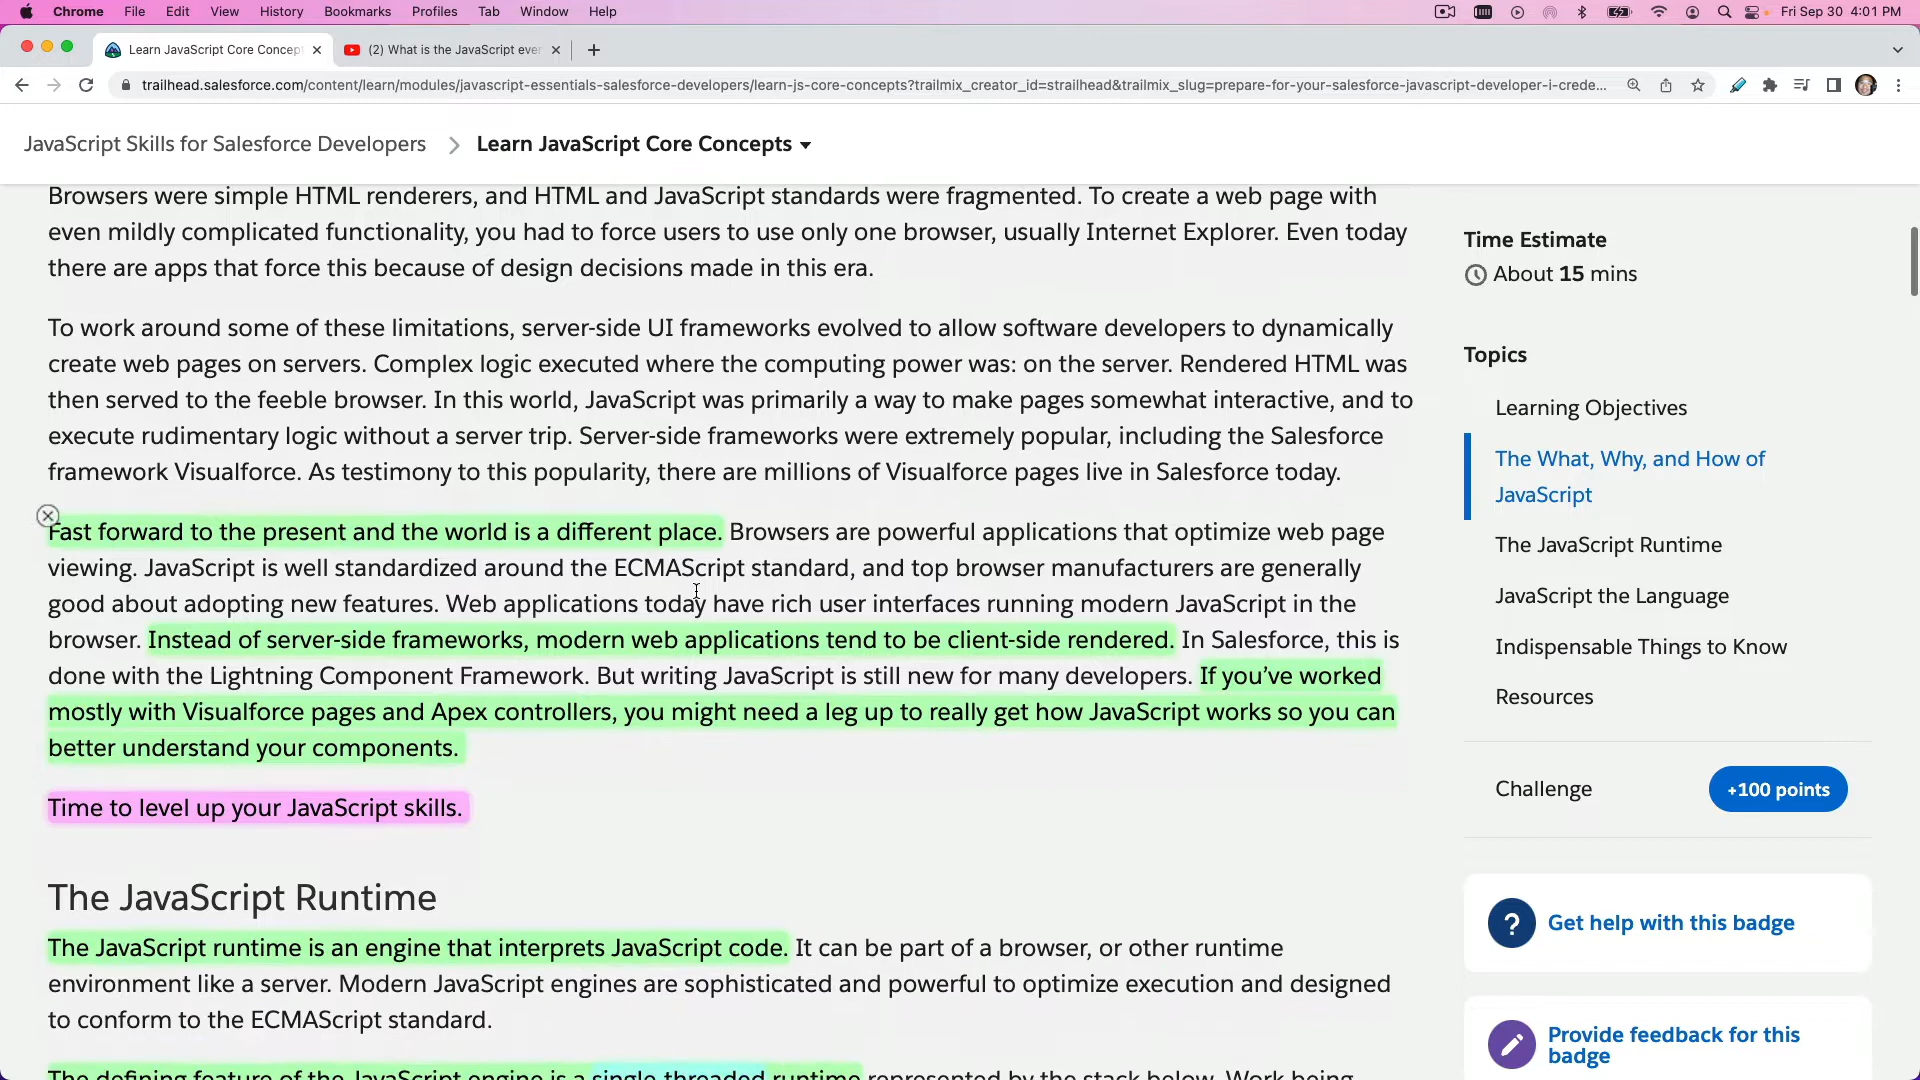 Chrome File Edit View History Bookmarks Profiles Tab Window Help Fri Sep 30 4:01 PM
Learn JavaScript Core Concept (2) What is the JavaScript eve
trailhead.salesforce.com/content/learn/modules/javascript-essentials-salesforce-developers/learn-js-core-concepts?trailmix_creator_id=strailhead&trailmix_slug=prepare-for-your-salesforce-javascript-developer-i-crede...
JavaScript Skills for Salesforce Developers Learn JavaScript Core Concepts
Browsers were simple HTML renderers, and HTML and JavaScript standards were fragmented. To create a web page with
even mildly complicated functionality, you had to force users to use only one browser, usually Internet Explorer. Even today
there are apps that force this because of design decisions made in this era.
To work around some of these limitations, server-side UI frameworks evolved to allow software developers to dynamically
create web pages on servers. Complex logic executed where the computing power was: on the server. Rendered HTML was
then served to the feeble browser. In this world, JavaScript was primarily a way to make pages somewhat interactive, and to
execute rudimentary logic without a server trip. Server-side frameworks were extremely popular, including the Salesforce
framework Visualforce. As testimony to this popularity, there are millions of Visualforce pages live in Salesforce today.
Fast forward to the present and the world is a different place. Browsers are powerful applications that optimize web page
viewing. JavaScript is well standardized around the ECMAScript standard, and top browser manufacturers are generally
good about adopting new features. Web applications today have rich user interfaces running modern JavaScript in the
browser. Instead of server-side frameworks, modern web applications tend to be client-side rendered. In Salesforce, this is
done with the Lightning Component Framework. But writing JavaScript is still new for many developers. If you’ve worked
mostly with Visualforce pages and Apex controllers, you might need a leg up to really get how JavaScript works so you can
better understand your components.
Time to level up your JavaScript skills.
The JavaScript Runtime
The JavaScript runtime is an engine that interprets JavaScript code. It can be part of a browser, or other runtime
environment like a server. Modern JavaScript engines are sophisticated and powerful to optimize execution and designed
to conform to the ECMAScript standard.
The defining feature of the JavaScript engine is a single-threaded runtime represented by the stack below. Work being
Time Estimate
About 15 mins
Topics
Learning Objectives
The What, Why, and How of
JavaScript
The JavaScript Runtime
JavaScript the Language
Indispensable Things to Know
Resources
Challenge +100 points
? Get help with this badge
Provide feedback for this
badge